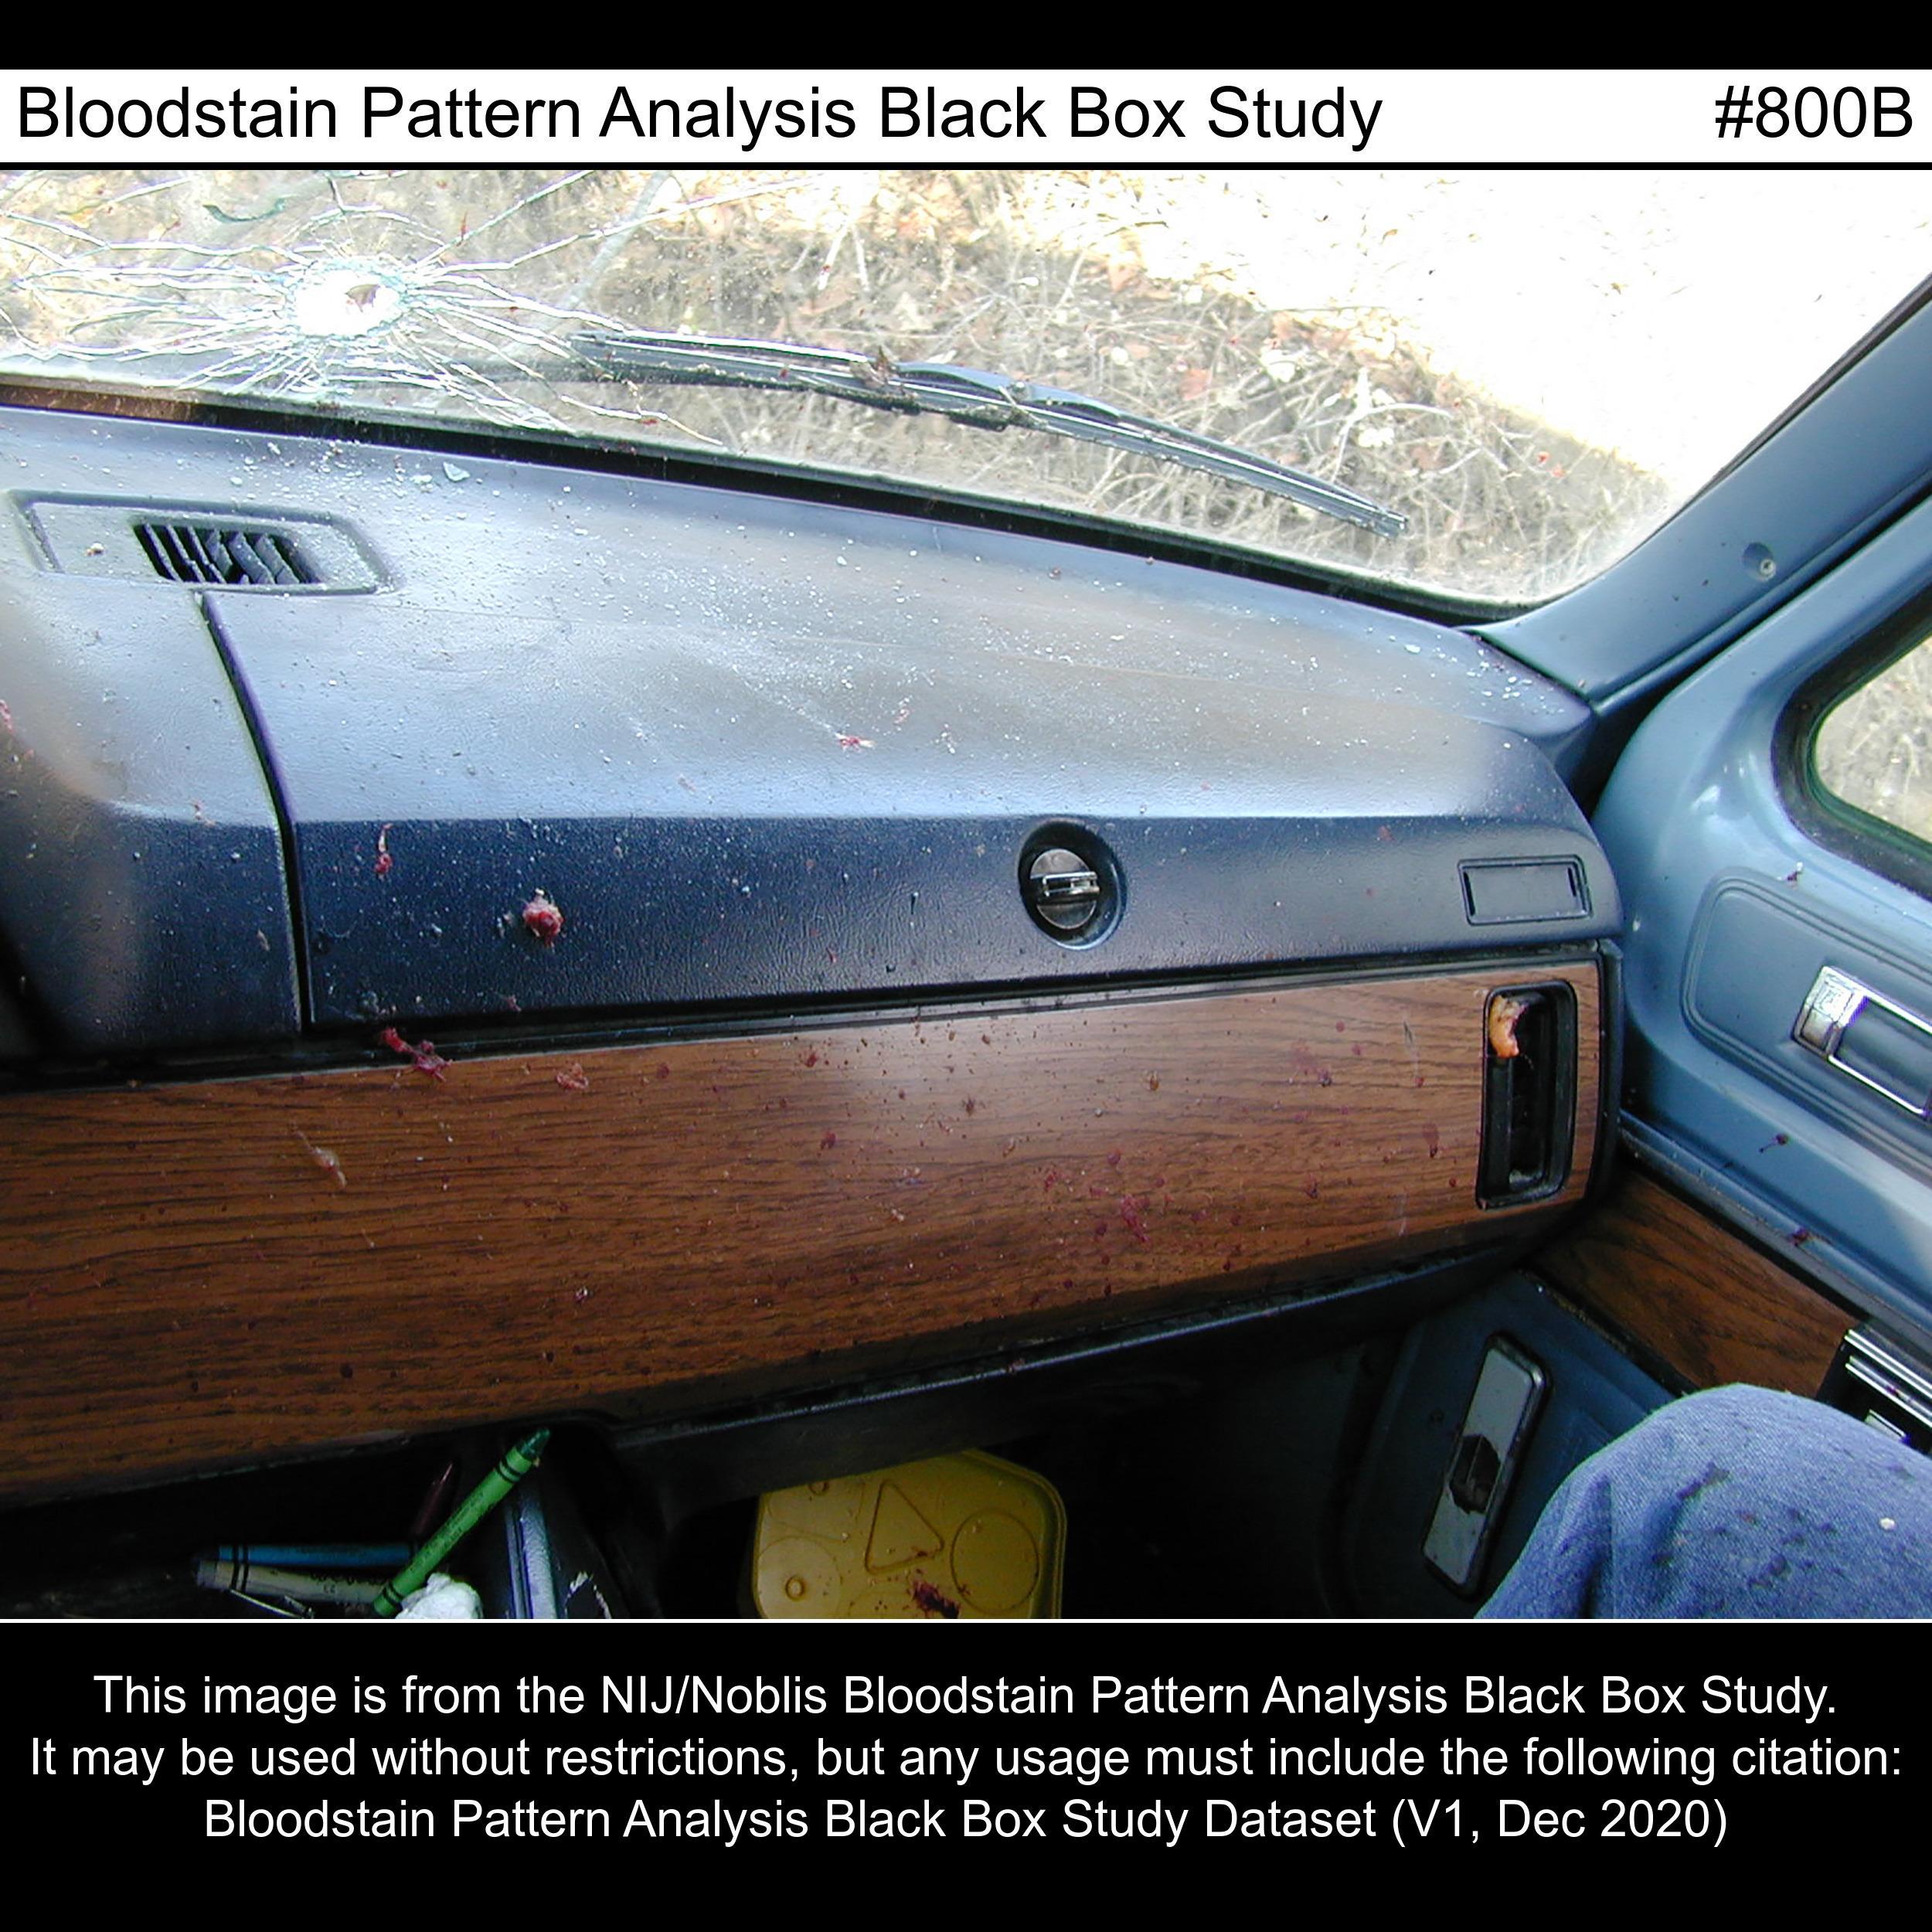 Bloodstain Pattern Analysis Black Box Study #800B
This image is from the NIJ/Noblis Bloodstain Pattern Analysis Black Box Study.
It may be used without restrictions, but any usage must include the following citation:
Bloodstain Pattern Analysis Black Box Study Dataset (V1, Dec 2020)